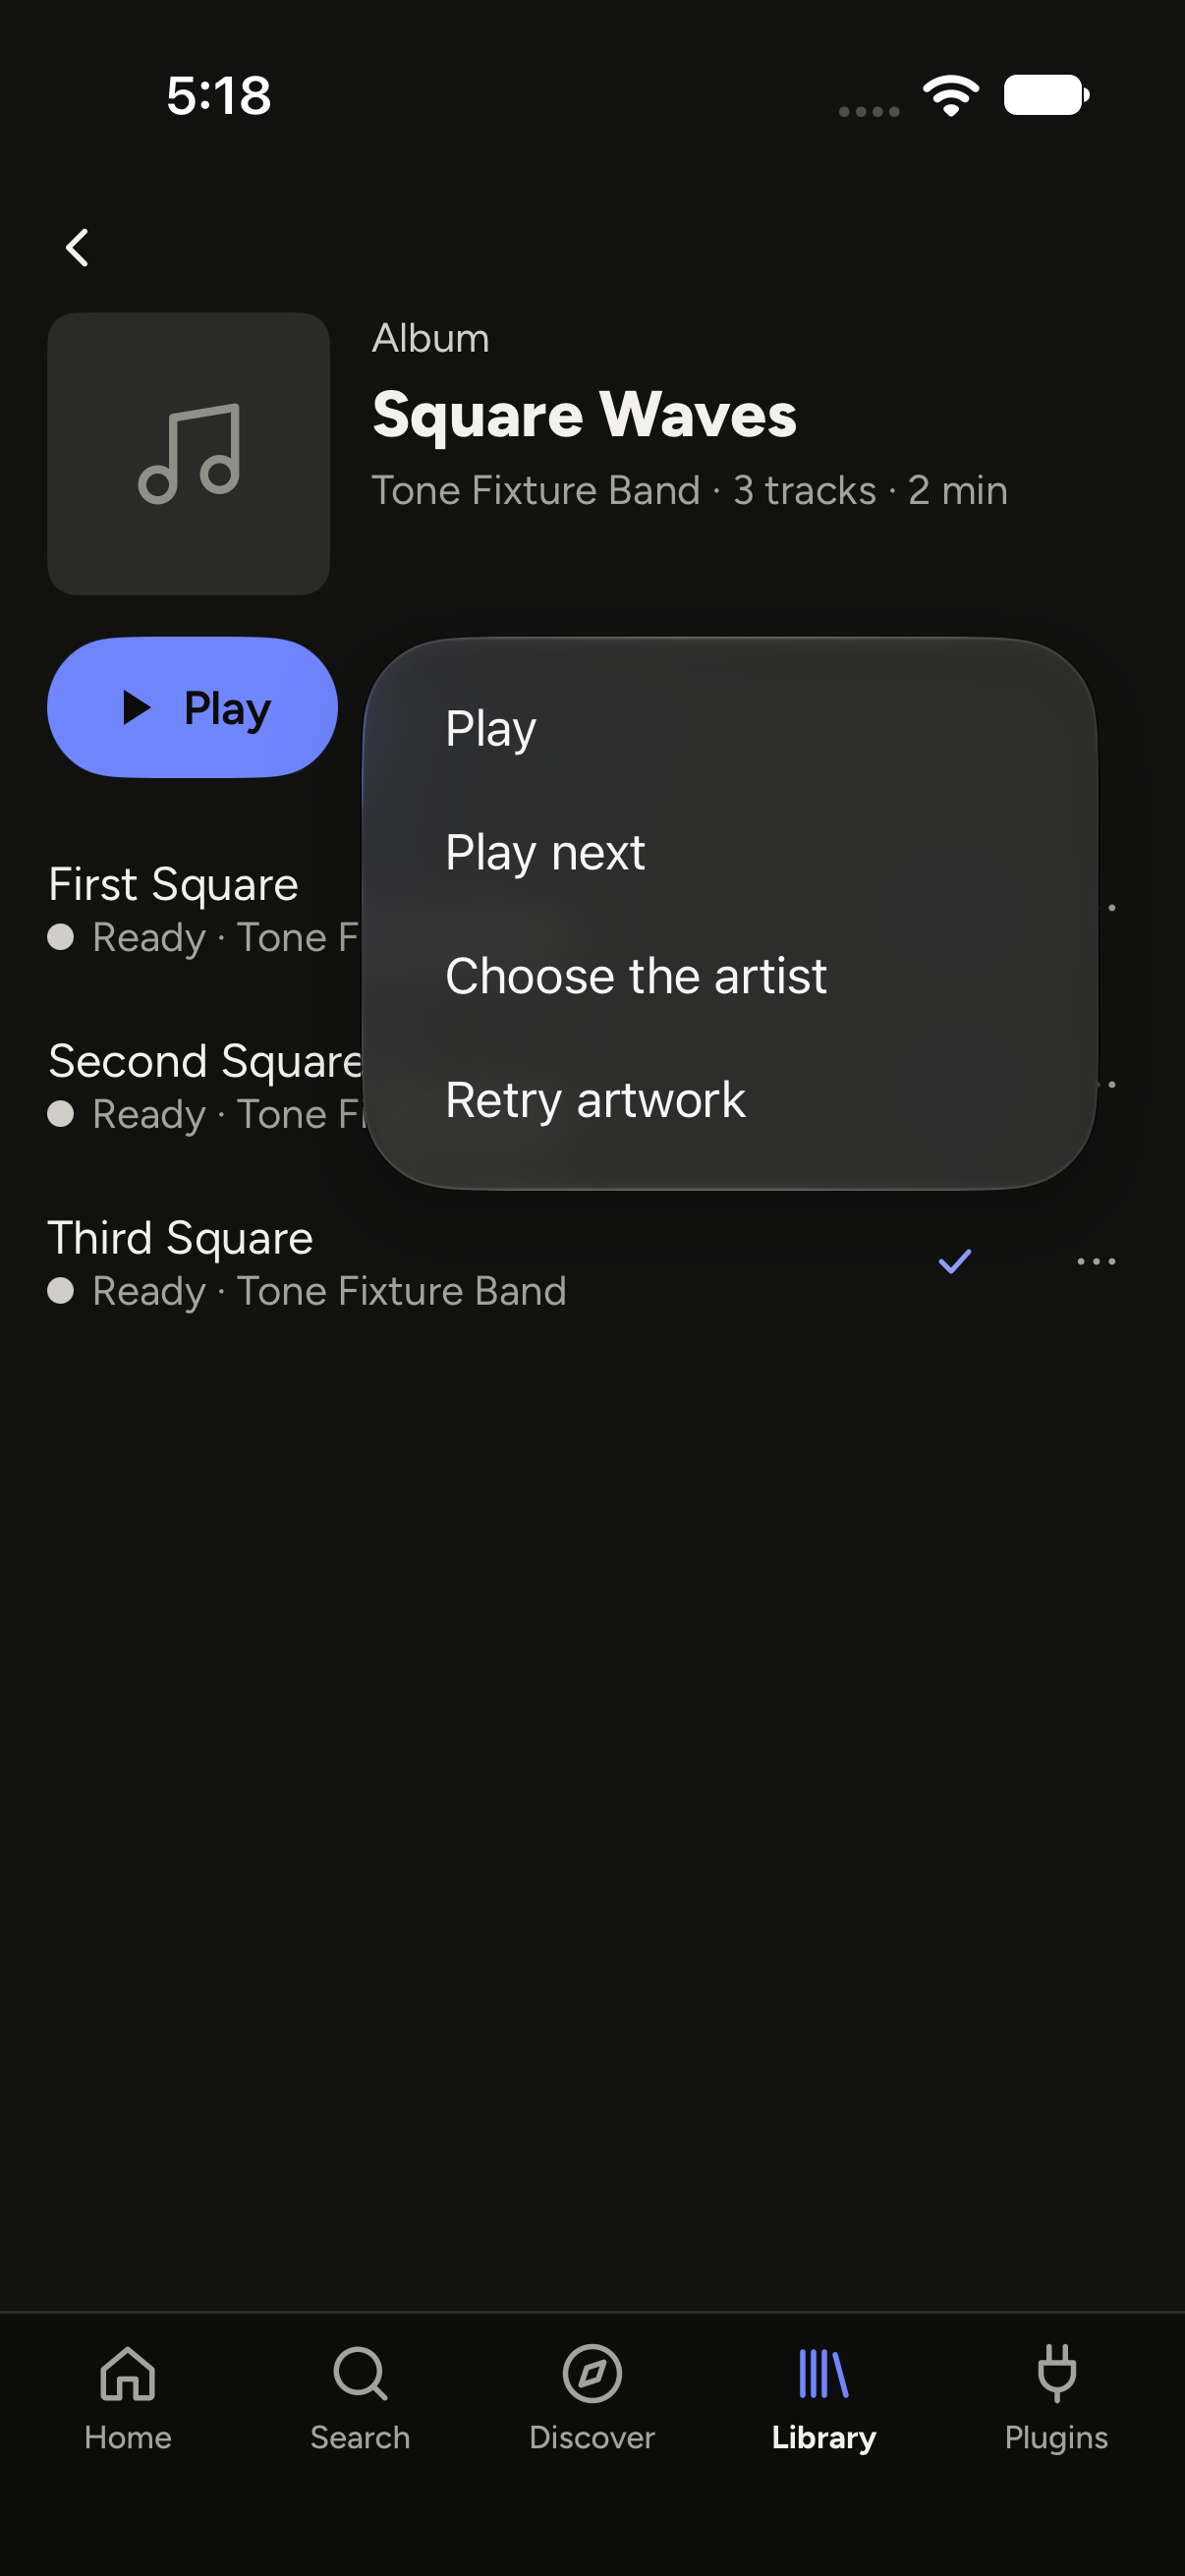 5:18
Album
Square Waves
Tone Fixture Band · 3 tracks · 2 min
Play
Play
Play next
Choose the artist
Retry artwork
First Square
Ready · Tone
Second Square
Ready · Tone
Third Square
Ready · Tone Fixture Band
Home
Search
Discover
Library
Plugins